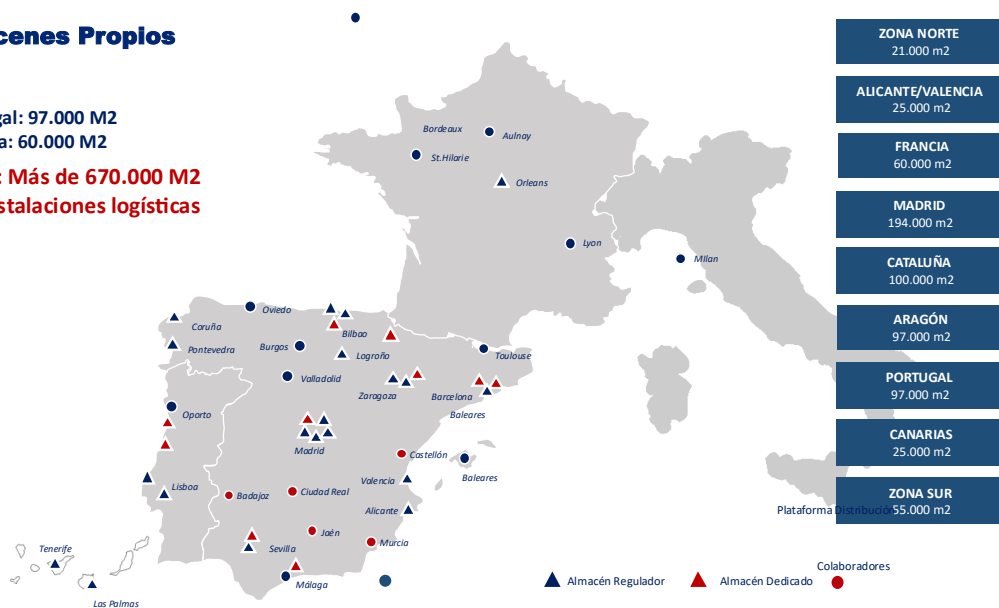 cenes Propios
gal: 97.000 M2
a: 60.000 M2
: Más de 670.000 M2
stalaciones logísticas
ZONA NORTE
21.000 m2
ALICANTE/VALENCIA
25.000 m2
FRANCIA
60.000 m2
MADRID
194.000 m2
CATALUÑA
100.000 m2
ARAGÓN
97.000 m2
PORTUGAL
97.000 m2
CANARIAS
25.000 m2
ZONA SUR
55.000 m2
Bordeaux
Aulnay
St.Hilarie
Orleans
Lyon
Milan
Oviedo
Coruña
Bilbao
Pontevedra
Burgos
Logroño
Toulouse
Valladolid
Zaragoza
Barcelona
Baleares
Oporto
Madrid
Castellón
Baleares
Valencia
Lisboa
Badajoz
Ciudad Real
Alicante
Jaén
Murcia
Sevilla
Málaga
Tenerife
Las Palmas
Plataforma Distribución
Almacén Regulador
Almacén Dedicado
Colaboradores